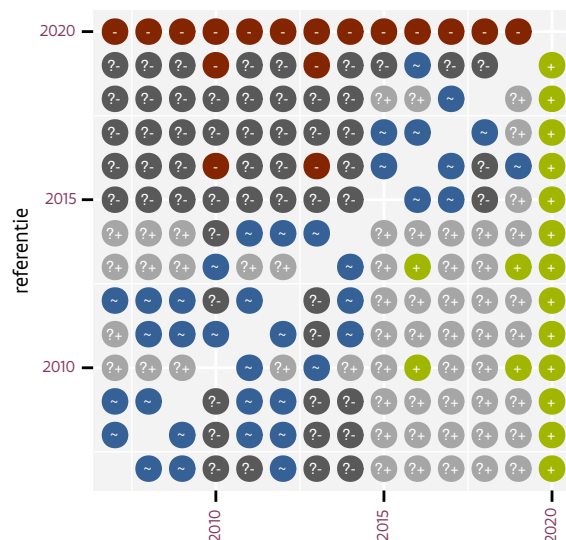 2020 - - - - - - - - - - - - -
?- ?- ?- - ?- ?- - ?- ?- ~ ?- ?- +
?- ?- ?- ?- ?- ?- ?- ?- ?+ ?+ ~ ?+ +
?- ?- ?- ?- ?- ?- ?- ?- ~ ~ ~ ?+ +
?- ?- ?- - ?- ?- - ?- ~ ~ ?- ~ +
2015 ?- ?- ?- ?- ?- ?- ?- ?- ~ ~ ?- ?+ +
?+ ?+ ?+ ?- ~ ~ ~ ?+ ?+ ?+ ?+ ?+ +
?+ ?+ ?+ ~ ?+ ?+ ~ ?+ + ?+ ?+ + +
~ ~ ~ ?- ~ ?- ~ ?+ ?+ ?+ ?+ ?+ +
?+ ~ ~ ~ ~ ?- ~ ?+ ?+ ?+ ?+ ?+ +
2010 ?+ ?+ ?+ ~ ?+ ~ ?+ ?+ + ?+ ?+ + +
~ ~ ?- ~ ~ ?- ?- ?+ ?+ ?+ ?+ ?+ +
~ ~ ?- ~ ~ ?- ?- ?+ ?+ ?+ ?+ ?+ +
~ ~ ?- ?- ~ ?- ?- ?+ ?+ ?+ ?+ ?+ +
referentie
2010 2015 2020